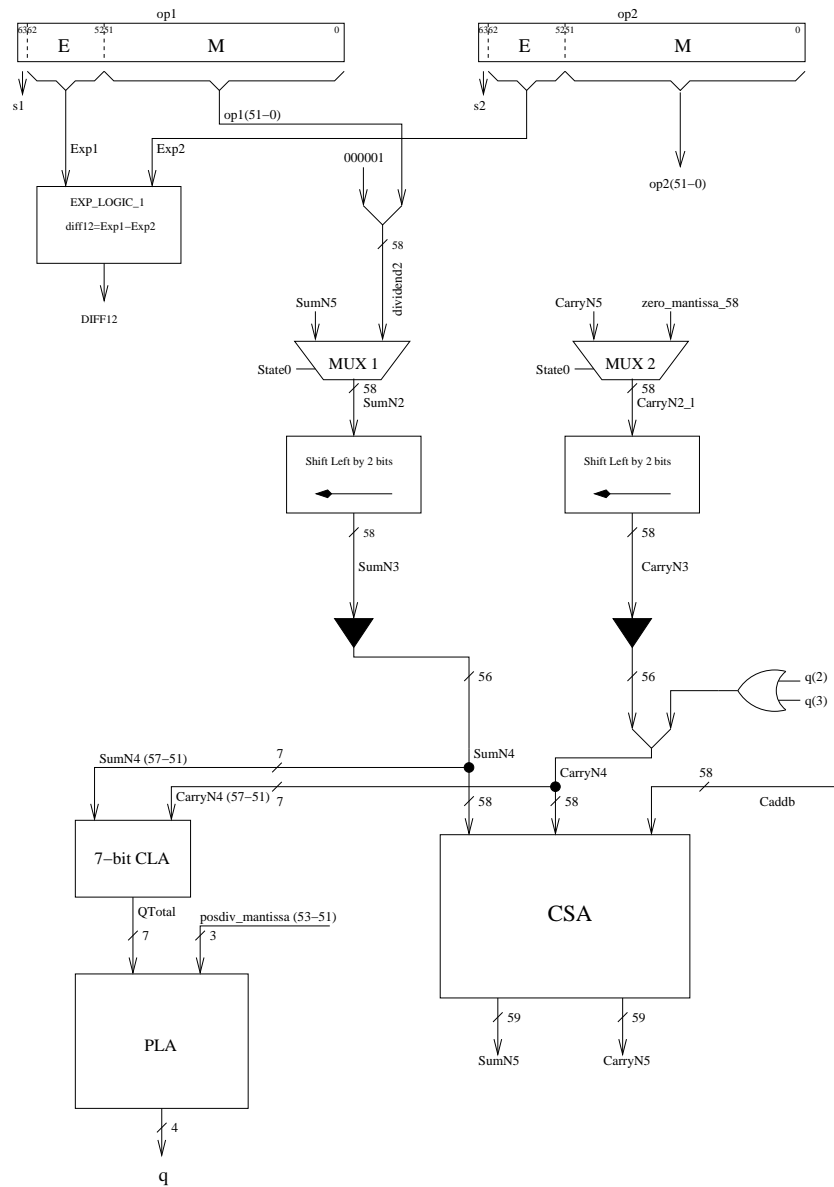 op1
op2
63 62 52 51 0
E M
63 62 52 51 0
E M
s1
s2
op1(51−0)
Exp1
Exp2
000001
op2(51−0)
EXP_LOGIC_1
diff12=Exp1−Exp2
58
dividend2
DIFF12
SumN5
CarryN5
zero_mantissa_58
State0
MUX 1
State0
MUX 2
58
SumN2
58
CarryN2_1
Shift Left by 2 bits
Shift Left by 2 bits
58
58
SumN3
CarryN3
56
56
q(2)
q(3)
SumN4 (57−51)
7
SumN4
CarryN4
CarryN4 (57−51)
7
58
58
58
Caddb
7−bit CLA
CSA
QTotal
posdiv_mantissa (53−51)
7
3
PLA
59
59
SumN5
CarryN5
4
q